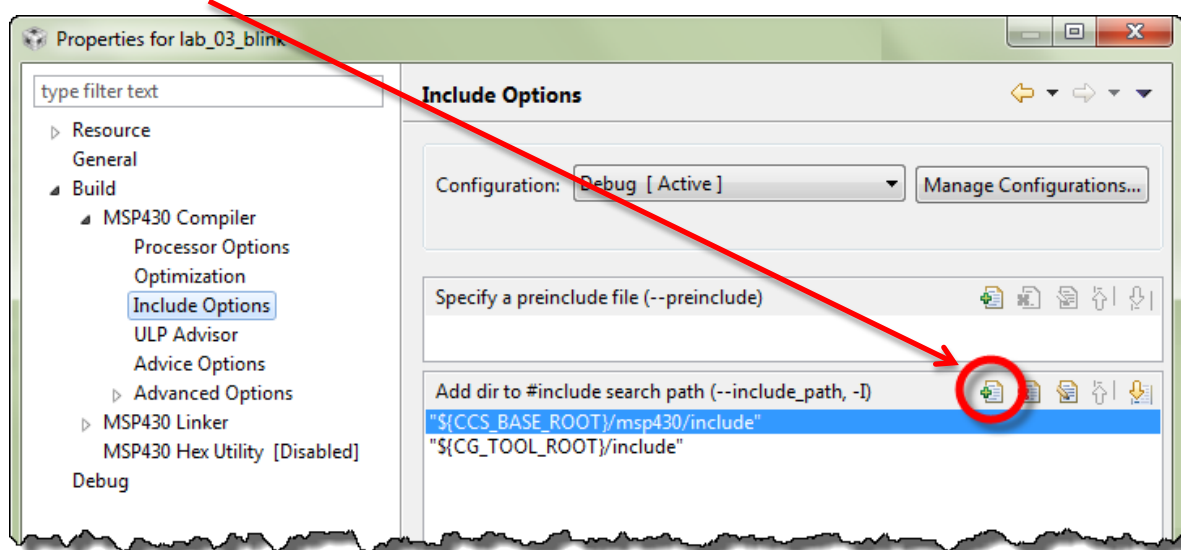 Properties for lab_03_blink
type filter text
Resource
General
Build
MSP430 Compiler
Processor Options
Optimization
Include Options
ULP Advisor
Advice Options
Advanced Options
MSP430 Linker
MSP430 Hex Utility [Disabled]
Debug
Include Options
Configuration: Debug [ Active ] Manage Configurations...
Specify a preinclude file (--preinclude)
Add dir to #include search path (--include_path, -I)
"${CCS_BASE_ROOT}/msp430/include"
"${CG_TOOL_ROOT}/include"